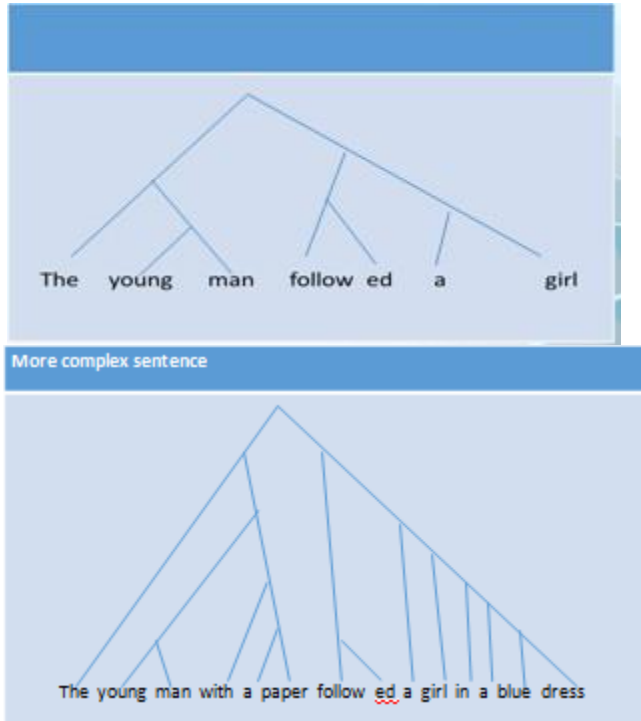 The young man follow ed a girl
More complex sentence
The young man with a paper follow ed a girl in a blue dress